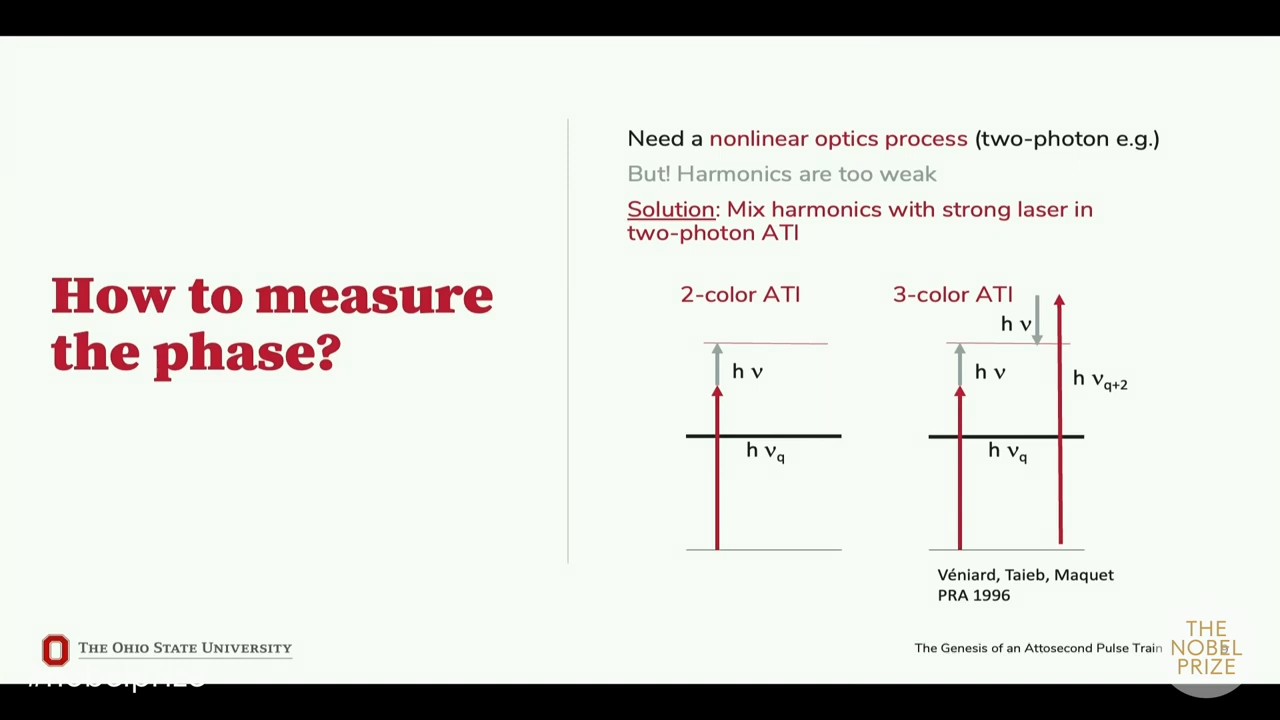 Need a nonlinear optics process (two-photon e.g.)
But! Harmonics are too weak
Solution: Mix harmonics with strong laser in
two-photon ATI
How to measure
the phase?
2-color ATI
3-color ATI
h ν
h ν
h ν
h νq+2
h νq
h νq
Véniard, Taieb, Maquet
PRA 1996
THE OHIO STATE UNIVERSITY
The Genesis of an Attosecond Pulse Train
THE
NOBEL
PRIZE
#nobelprize